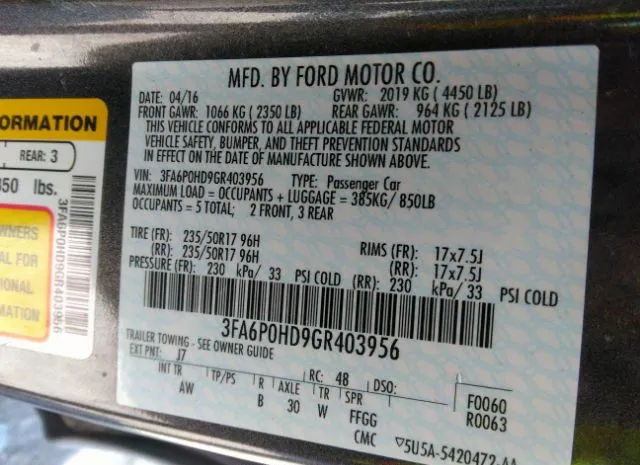 ORMATION
REAR: 3
850 lbs.
WNERS
AL FOR
IONAL
MATION
3FA6P0HD9GR403956
MFD. BY FORD MOTOR CO.
DATE: 04/16 GVWR: 2019 KG ( 4450 LB)
FRONT GAWR: 1066 KG ( 2350 LB) REAR GAWR: 964 KG ( 2125 LB)
THIS VEHICLE CONFORMS TO ALL APPLICABLE FEDERAL MOTOR
VEHICLE SAFETY, BUMPER, AND THEFT PREVENTION STANDARDS
IN EFFECT ON THE DATE OF MANUFACTURE SHOWN ABOVE.
VIN: 3FA6P0HD9GR403956 TYPE: Passenger Car
MAXIMUM LOAD = OCCUPANTS + LUGGAGE = 385KG/ 850LB
OCCUPANTS = 5 TOTAL; 2 FRONT, 3 REAR
TIRE (FR): 235/50R17 96H RIMS (FR): 17x7.5J
(RR): 235/50R17 96H (RR): 17x7.5J
PRESSURE (FR): 230 kPa/ 33 PSI COLD (RR): 230 kPa/ 33 PSI COLD
3FA6P0HD9GR403956
TRAILER TOWING - SEE OWNER GUIDE
EXT PNT: J7 RC: 48 DSO: F0060
INT TR TP/PS R AXLE TR SPR R0063
AW B 30 W FFGG
CMC ▽5U5A-5420472-AA